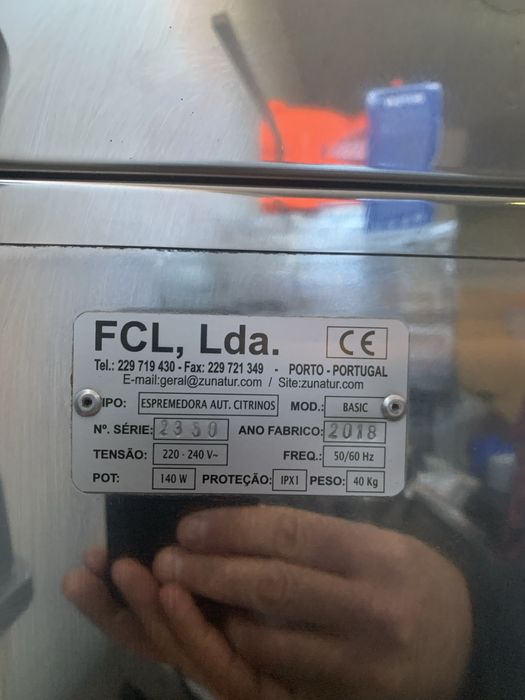 FCL, Lda. CE
Tel.: 229 719 430 - Fax: 229 721 349 - PORTO - PORTUGAL
E-mail:geral@zunatur.com / Site:zunatur.com
IPO: ESPREMEDORA AUT. CITRINOS MOD.: BASIC
Nº. SÉRIE: 2350 ANO FABRICO: 2018
TENSÃO: 220 - 240 V~ FREQ.: 50/60 Hz
POT: 140 W PROTEÇÃO: IPX1 PESO: 40 Kg